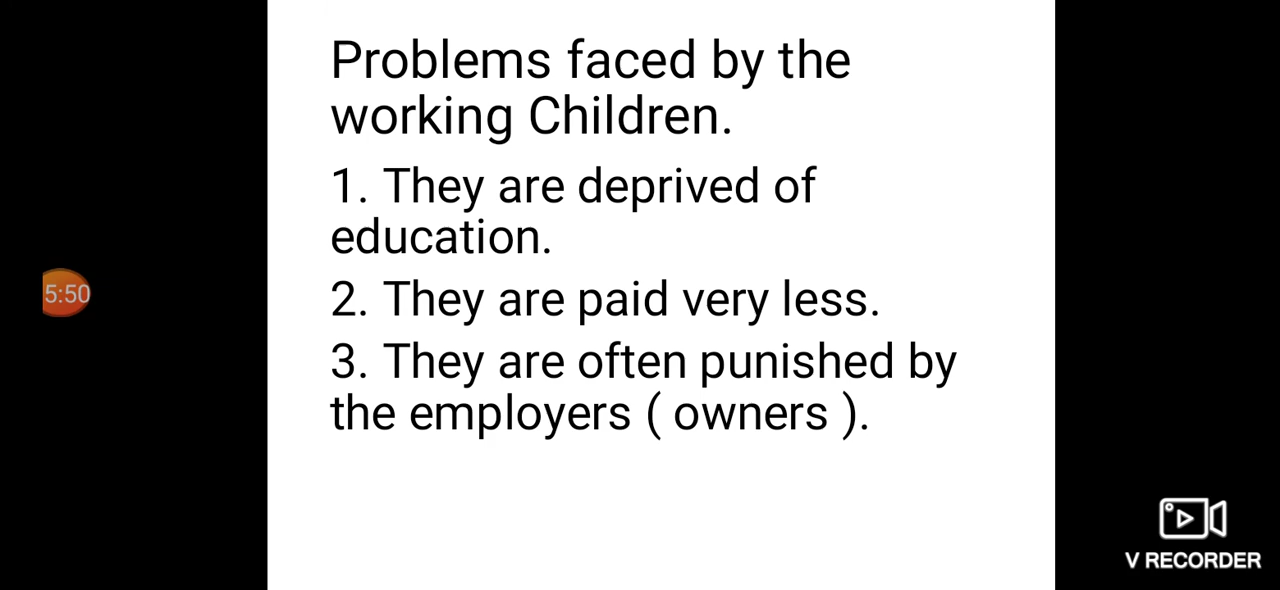 Problems faced by the
working Children.
1. They are deprived of
education.
5:50
2. They are paid very less.
3. They are often punished by
the employers ( owners ).
V RECORDER